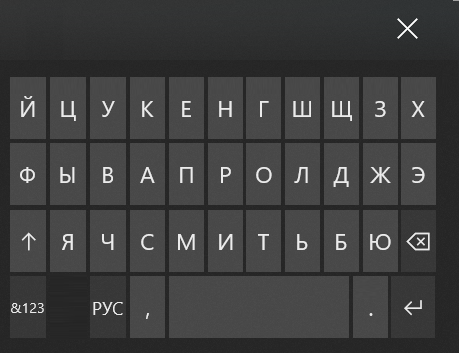 Й Ц У К Е Н Г Ш Щ З Х
Ф Ы В А П Р О Л Д Ж Э
Я Ч С М И Т Ь Б Ю
&123 РУС , .